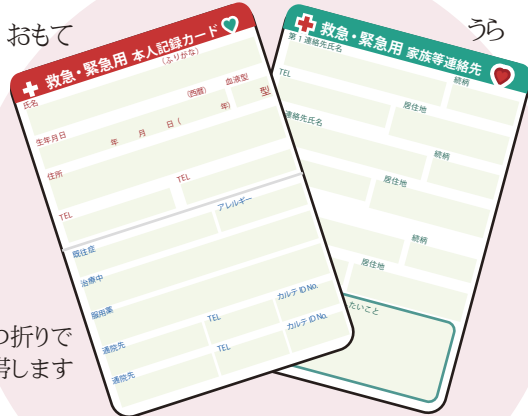 おもて
救急・緊急用 本人記録カード
氏名
(ふりがな)
生年月日
(西暦)
血液型
年 月 日 ( 年)
型
住所
TEL
TEL
既往症
アレルギー
治療中
服用薬
通院先
TEL
カルテ ID No.
通院先
TEL
カルテ ID No.
つ折りで
帯します
うら
救急・緊急用 家族等連絡先
第1連絡先氏名
続柄
TEL
居住地
連絡先氏名
続柄
居住地
続柄
居住地
たいこと